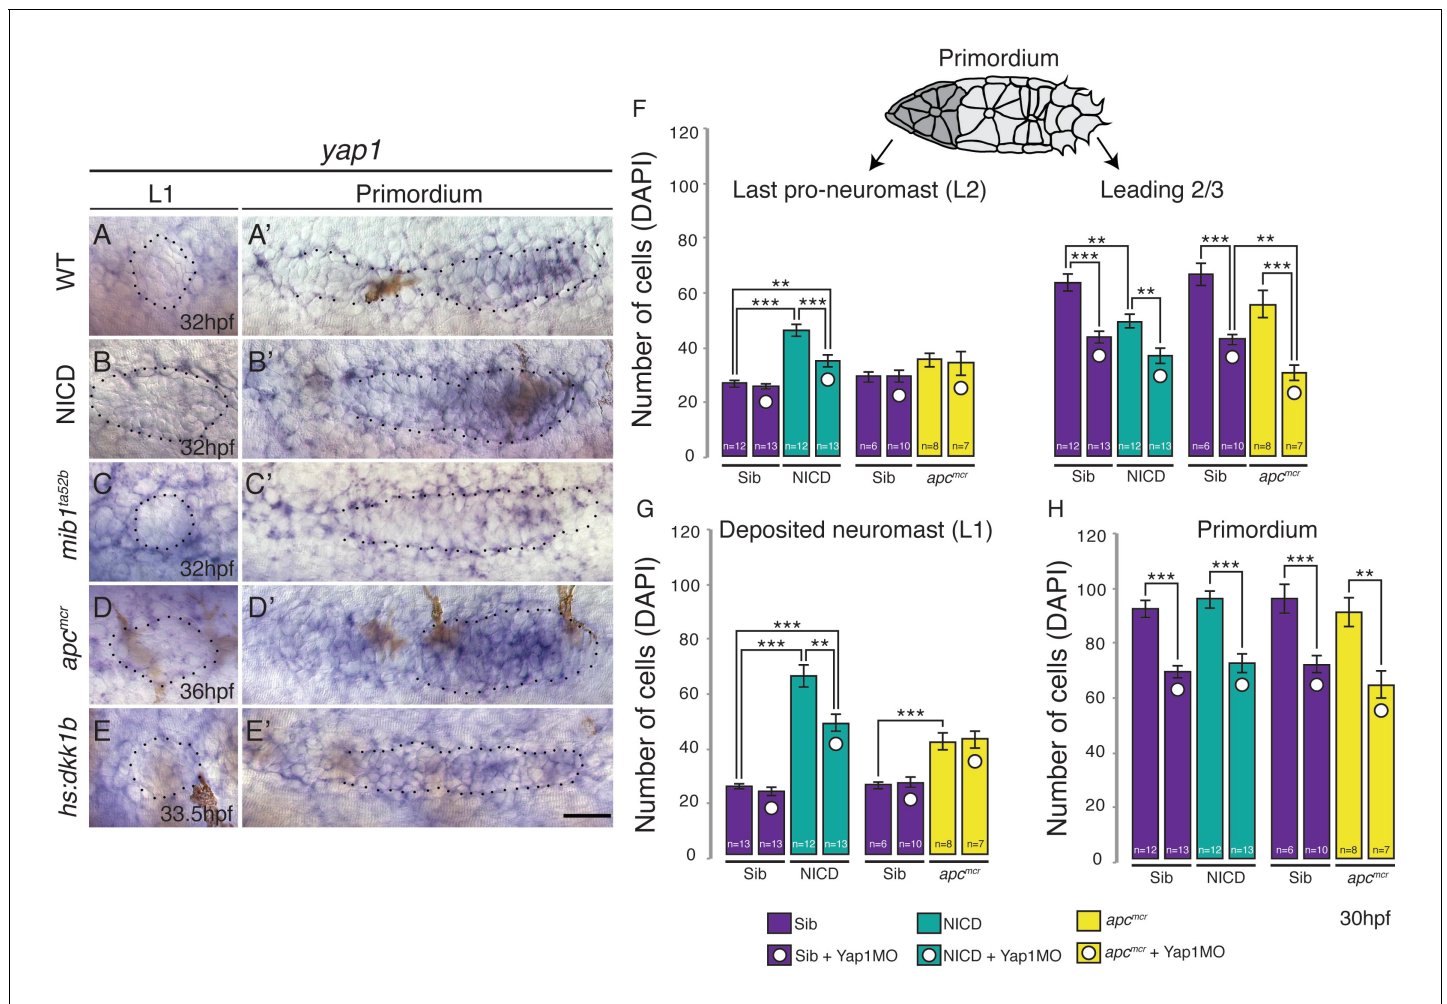 yap1
L1
Primordium
WT
A
A'
32hpf
NICD
B
B'
32hpf
mib1ta52b
C
C'
32hpf
apcmcr
D
D'
36hpf
hs:dkk1b
E
E'
33.5hpf
Primordium
F
Last pro-neuromast (L2)
Leading 2/3
Number of cells (DAPI)
120
100
80
60
40
20
0
** *** ***
n=12 n=13 n=12 n=13 n=6 n=10 n=8 n=7
Sib NICD Sib apcmcr
** *** ** *** ** ***
n=12 n=13 n=12 n=13 n=6 n=10 n=8 n=7
Sib NICD Sib apcmcr
G
Deposited neuromast (L1)
Number of cells (DAPI)
120
100
80
60
40
20
0
*** *** ** ***
n=13 n=13 n=12 n=13 n=6 n=10 n=8 n=7
Sib NICD Sib apcmcr
H
Primordium
Number of cells (DAPI)
120
100
80
60
40
20
0
*** *** *** **
n=12 n=13 n=12 n=13 n=6 n=10 n=8 n=7
Sib NICD Sib apcmcr
Sib NICD apcmcr
Sib + Yap1MO NICD + Yap1MO apcmcr + Yap1MO
30hpf